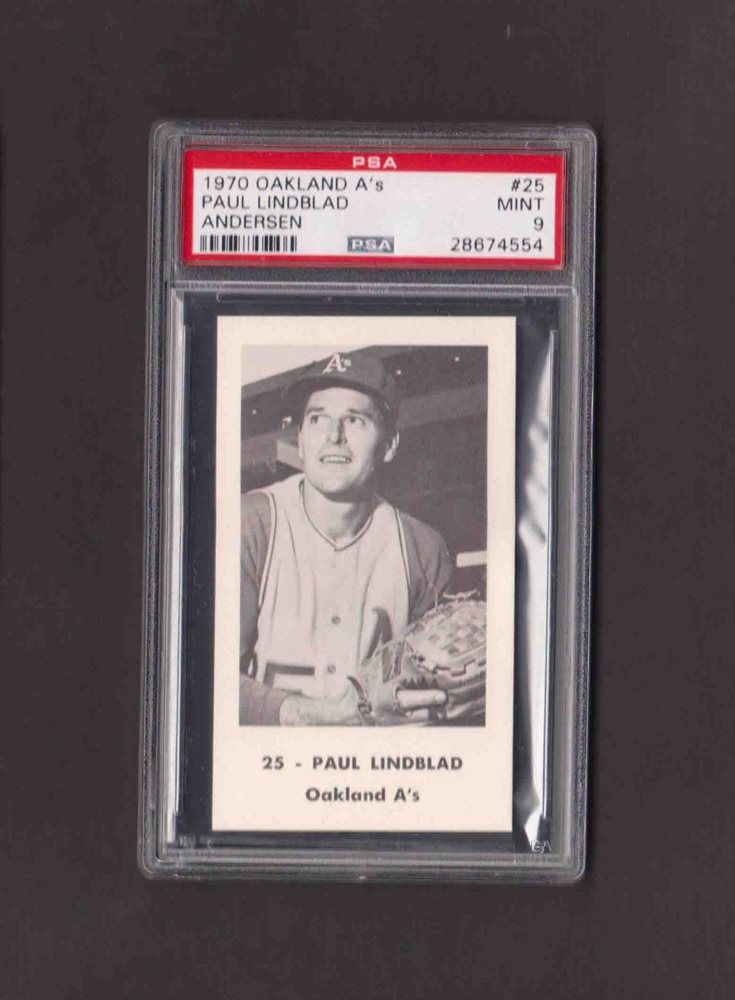 PSA
1970 OAKLAND A's #25
PAUL LINDBLAD MINT
ANDERSEN 9
PSA 28674554
A's
25 - PAUL LINDBLAD
Oakland A's